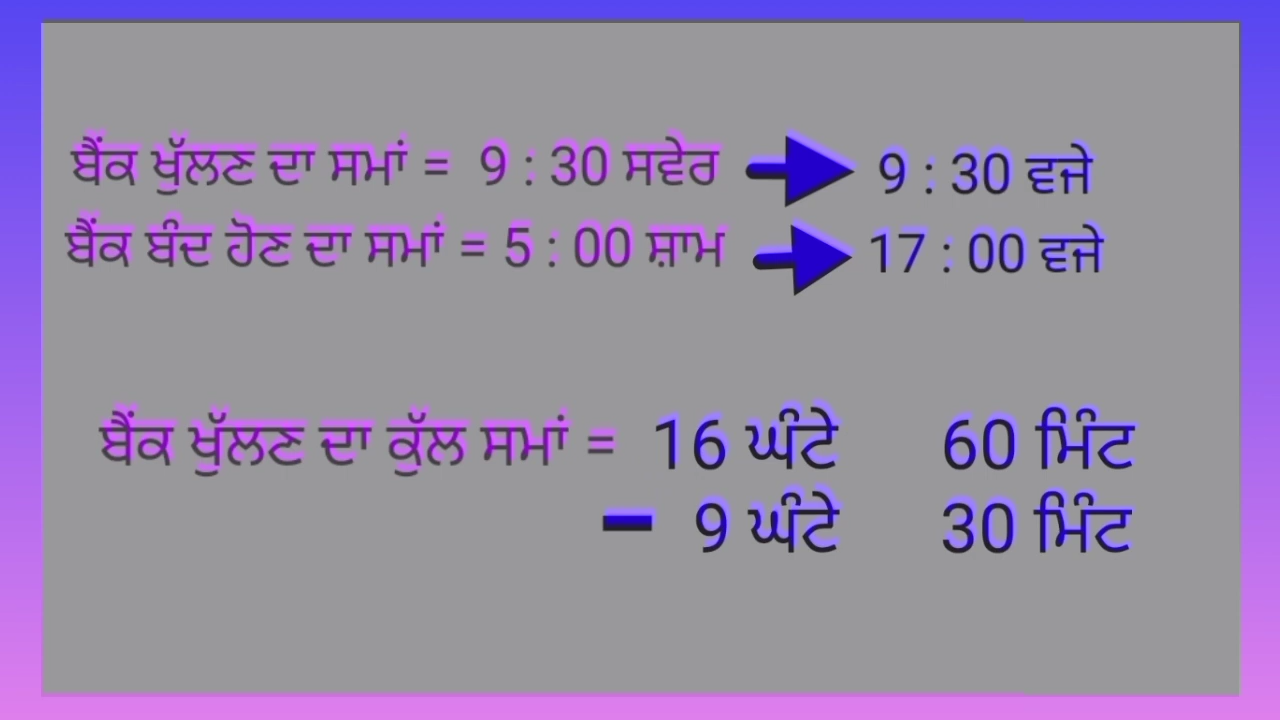 ਬੈਂਕ ਖੁੱਲਣ ਦਾ ਸਮਾਂ = 9 : 30 ਸਵੇਰ 9 : 30 ਵਜੇ
ਬੈਂਕ ਬੰਦ ਹੋਣ ਦਾ ਸਮਾਂ = 5 : 00 ਸ਼ਾਮ 17 : 00 ਵਜੇ
ਬੈਂਕ ਖੁੱਲਣ ਦਾ ਕੁੱਲ ਸਮਾਂ = 16 ਘੰਟੇ 60 ਮਿੰਟ
− 9 ਘੰਟੇ 30 ਮਿੰਟ